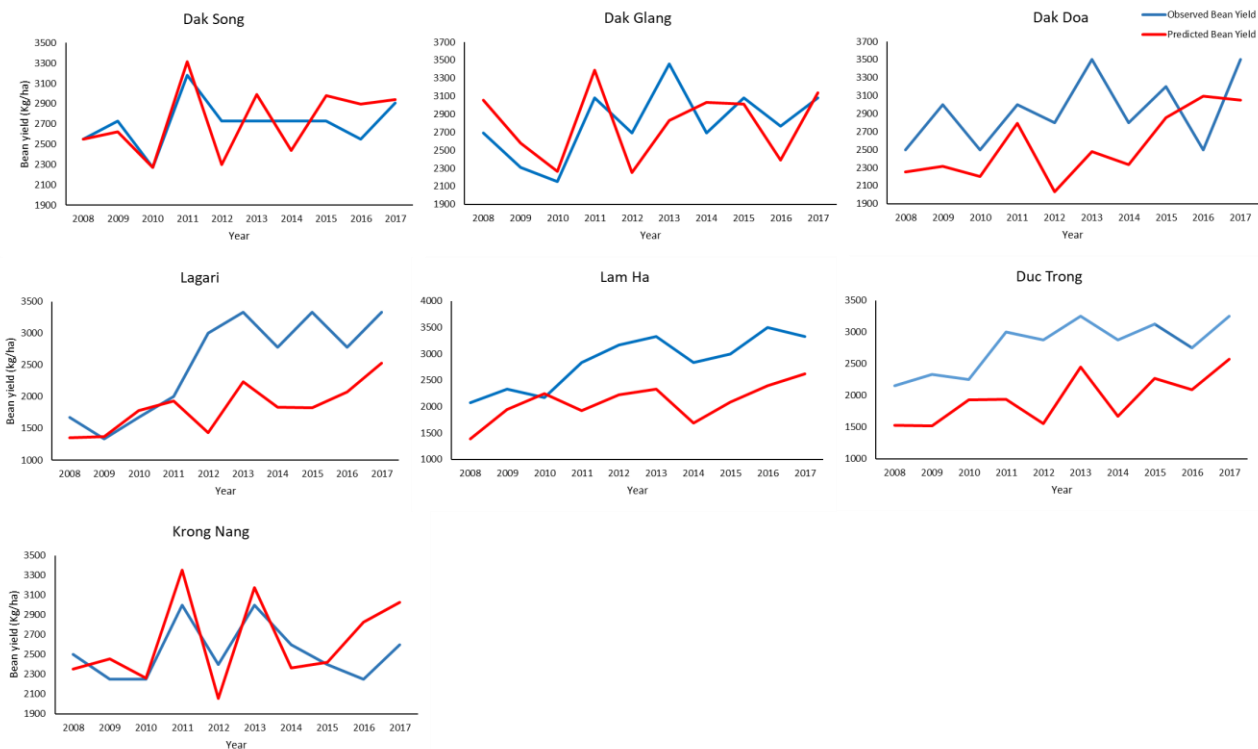 Dak Song
Bean yield (Kg/ha)
3500
3300
3100
2900
2700
2500
2300
2100
1900
2008 2009 2010 2011 2012 2013 2014 2015 2016 2017
Year
Dak Glang
3700
3500
3300
3100
2900
2700
2500
2300
2100
1900
2008 2009 2010 2011 2012 2013 2014 2015 2016 2017
Year
Dak Doa
Observed Bean Yield
Predicted Bean Yield
3700
3500
3300
3100
2900
2700
2500
2300
2100
1900
2008 2009 2010 2011 2012 2013 2014 2015 2016 2017
Year
Lagari
Bean yield (kg/ha)
3500
3000
2500
2000
1500
1000
2008 2009 2010 2011 2012 2013 2014 2015 2016 2017
Year
Lam Ha
4000
3500
3000
2500
2000
1500
1000
2008 2009 2010 2011 2012 2013 2014 2015 2016 2017
Year
Duc Trong
3500
3000
2500
2000
1500
1000
2008 2009 2010 2011 2012 2013 2014 2015 2016 2017
Year
Krong Nang
Bean yield (Kg/ha)
3500
3300
3100
2900
2700
2500
2300
2100
1900
2008 2009 2010 2011 2012 2013 2014 2015 2016 2017
Year